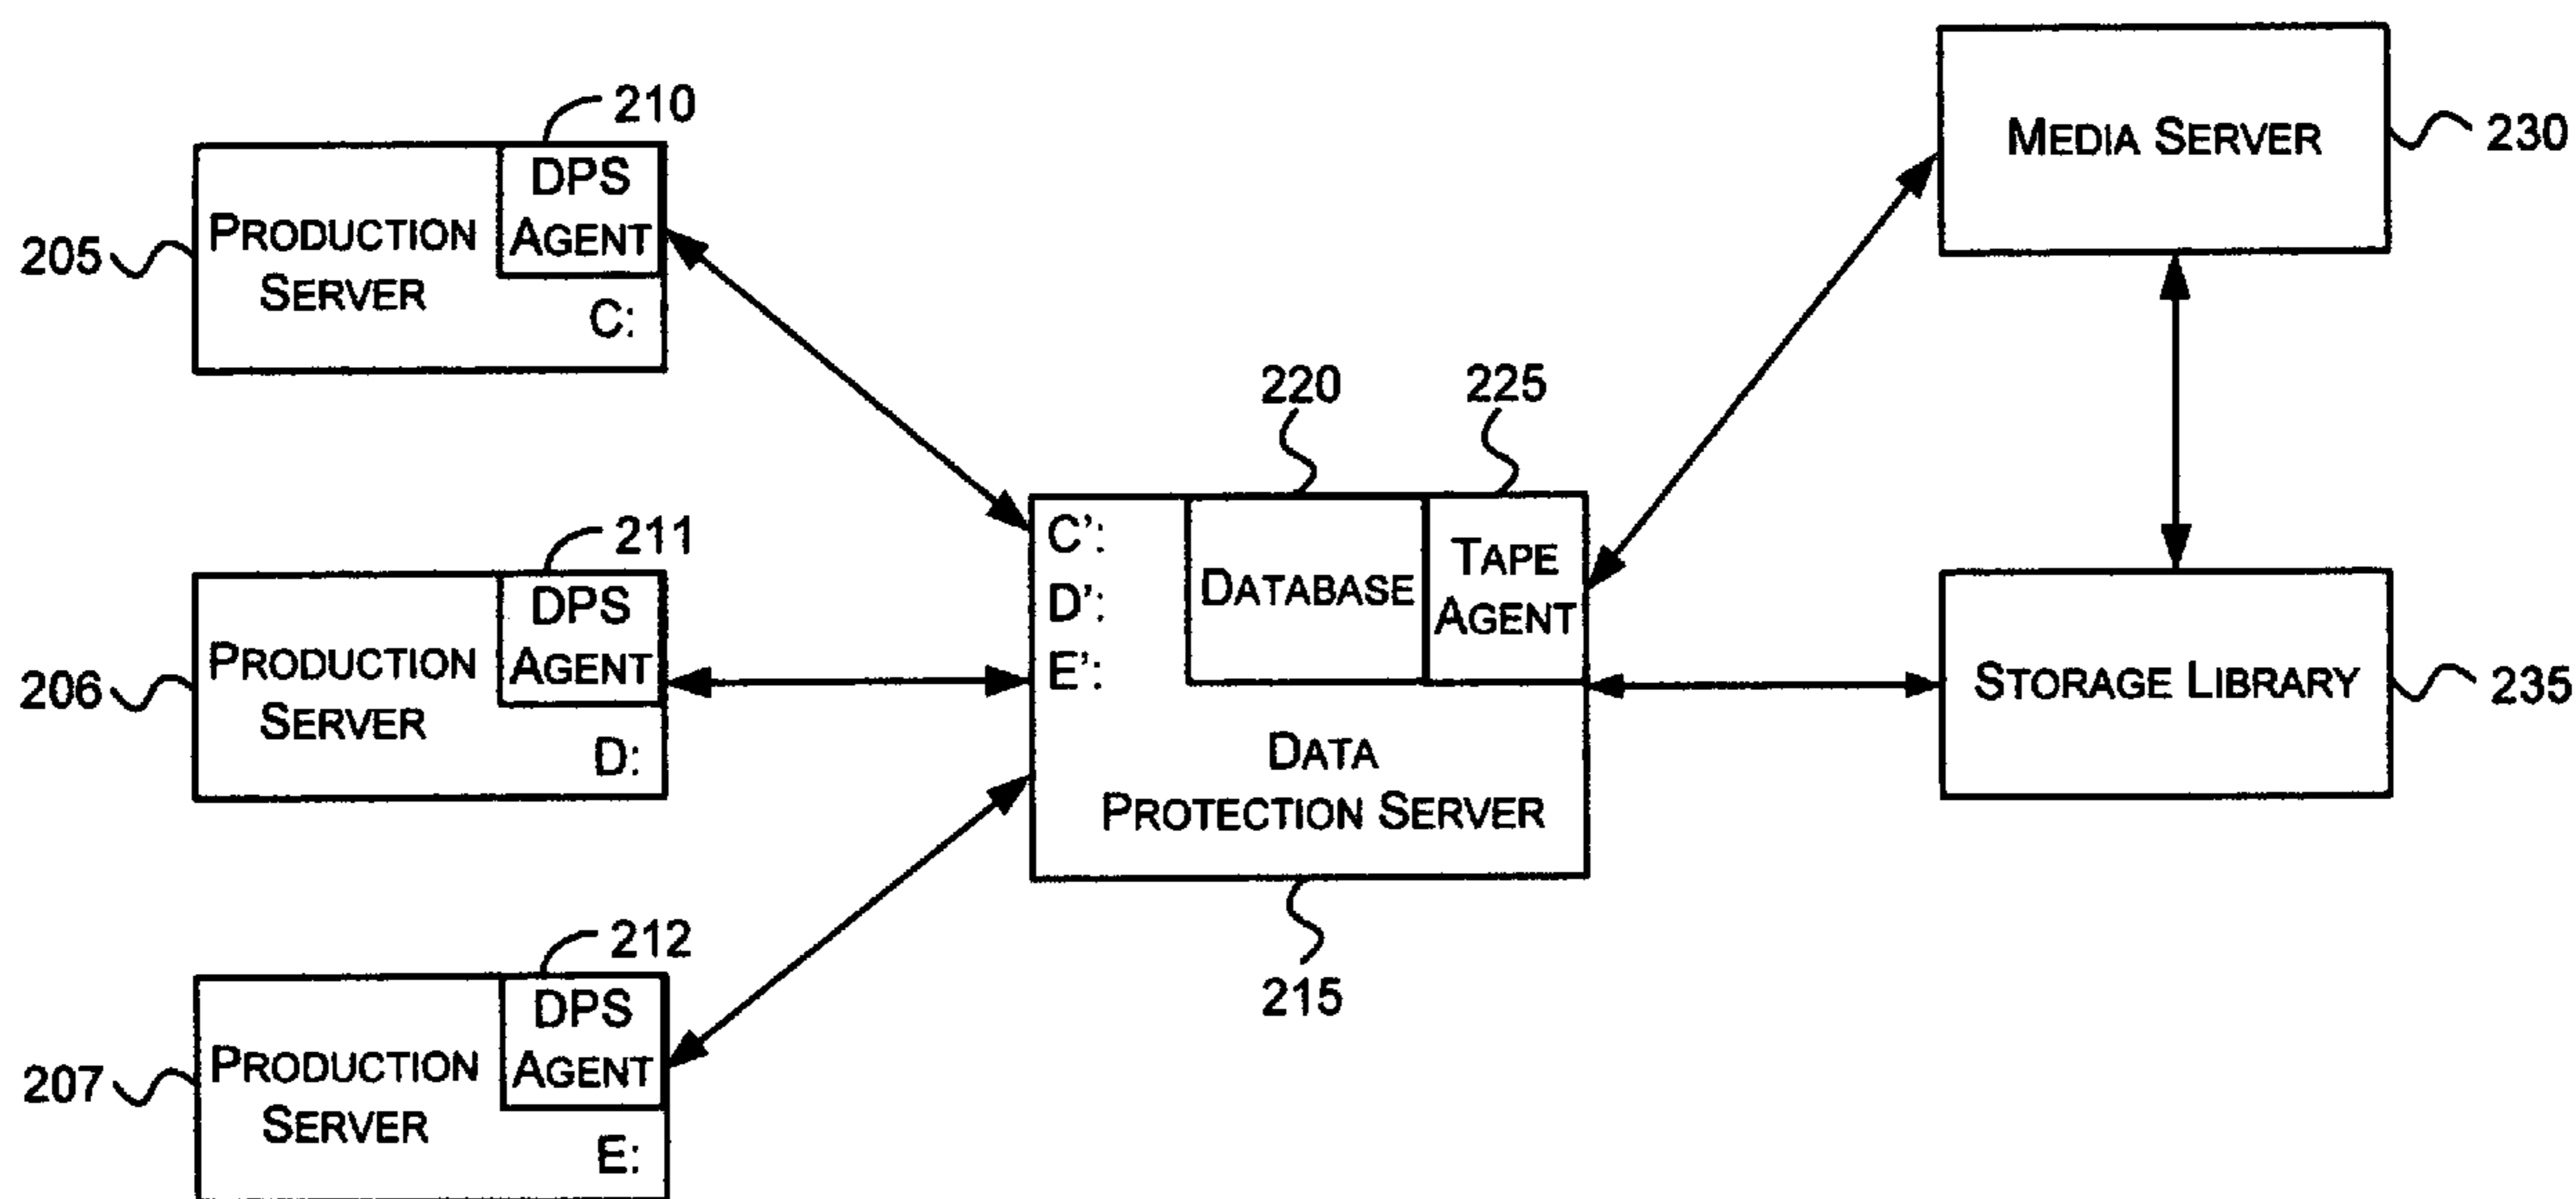 210
DPS
AGENT
PRODUCTION
SERVER
205
C:
211
DPS
AGENT
PRODUCTION
SERVER
206
D:
212
DPS
AGENT
PRODUCTION
SERVER
207
E:
220
225
C':
D':
E':
DATABASE
TAPE
AGENT
DATA
PROTECTION SERVER
215
MEDIA SERVER
230
STORAGE LIBRARY
235